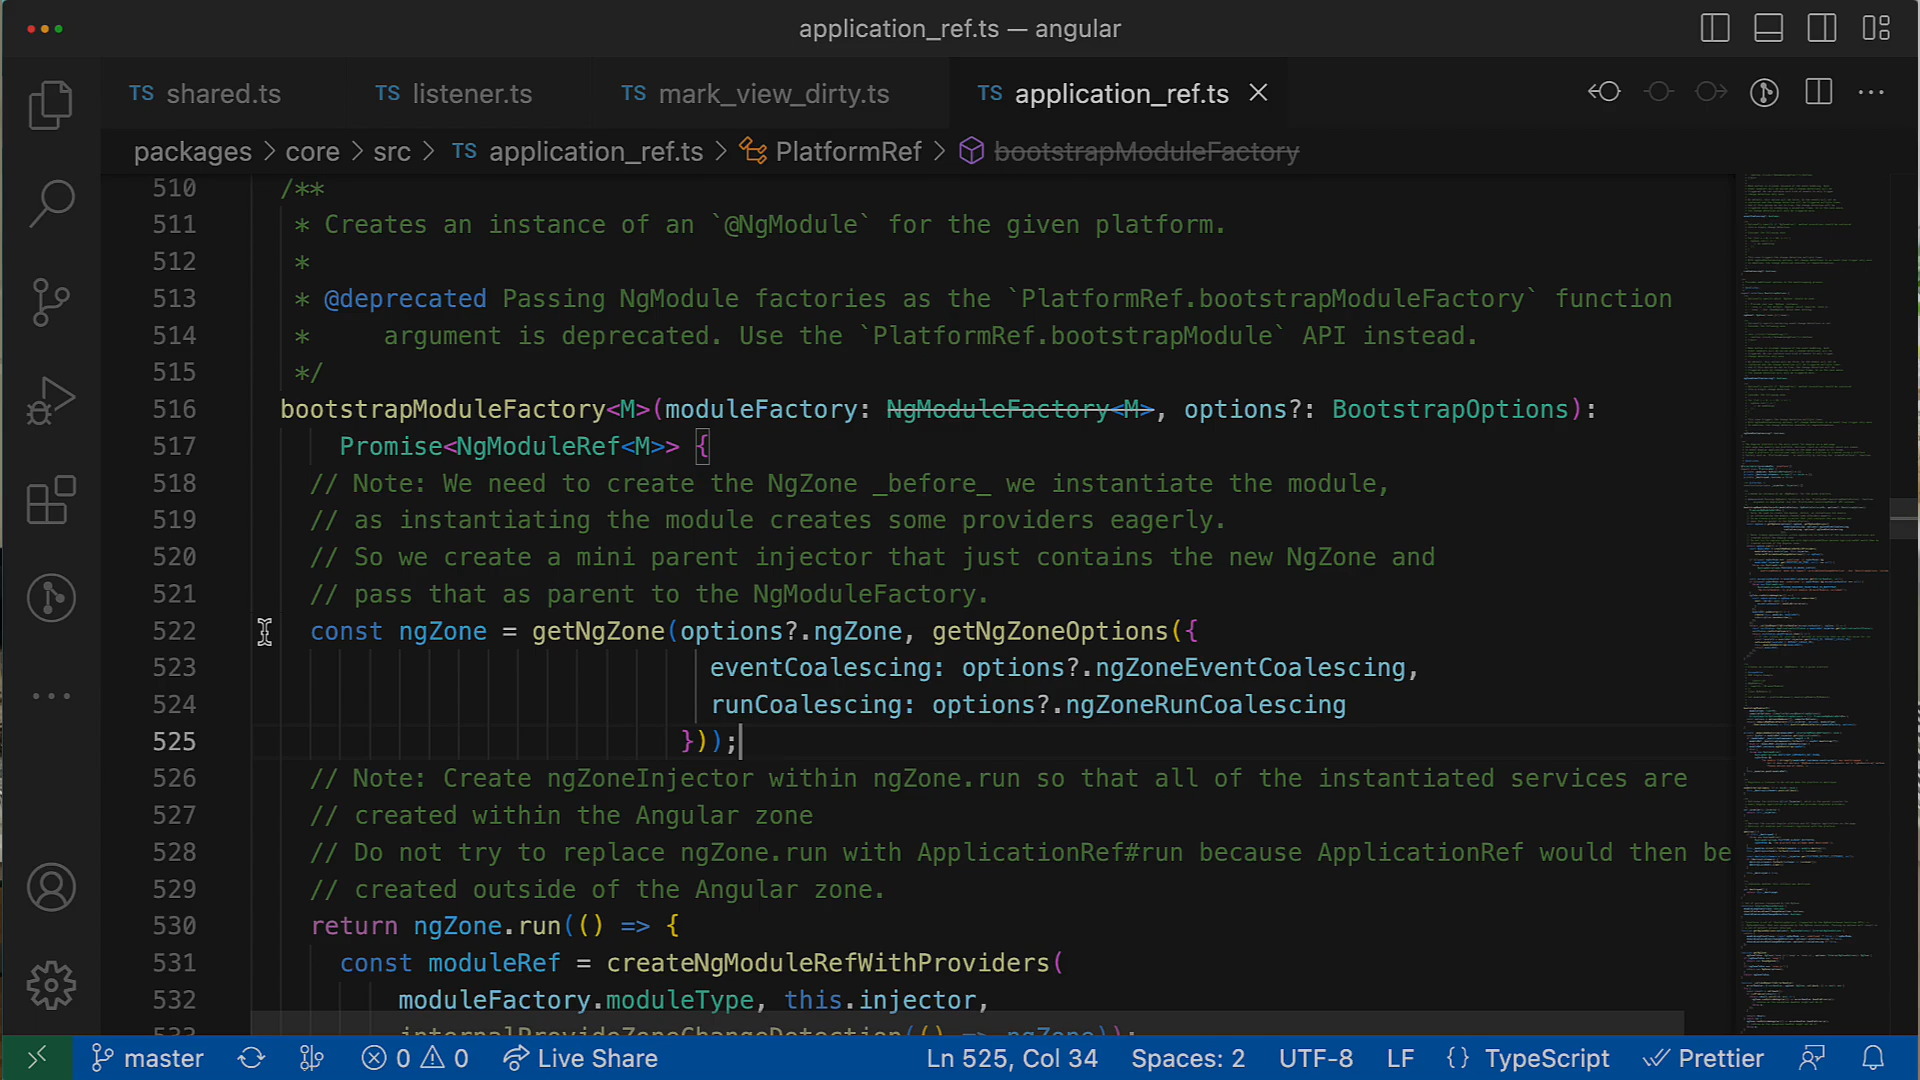 application_ref.ts — angular
TS shared.ts TS listener.ts TS mark_view_dirty.ts TS application_ref.ts
packages > core > src > TS application_ref.ts > PlatformRef > bootstrapModuleFactory
510 /**
511 * Creates an instance of an `@NgModule` for the given platform.
512 *
513 * @deprecated Passing NgModule factories as the `PlatformRef.bootstrapModuleFactory` function
514 *     argument is deprecated. Use the `PlatformRef.bootstrapModule` API instead.
515 */
516 bootstrapModuleFactory<M>(moduleFactory: NgModuleFactory<M>, options?: BootstrapOptions):
517     Promise<NgModuleRef<M>> {
518   // Note: We need to create the NgZone _before_ we instantiate the module,
519   // as instantiating the module creates some providers eagerly.
520   // So we create a mini parent injector that just contains the new NgZone and
521   // pass that as parent to the NgModuleFactory.
522   const ngZone = getNgZone(options?.ngZone, getNgZoneOptions({
523                              eventCoalescing: options?.ngZoneEventCoalescing,
524                              runCoalescing: options?.ngZoneRunCoalescing
525                            }));
526   // Note: Create ngZoneInjector within ngZone.run so that all of the instantiated services are
527   // created within the Angular zone
528   // Do not try to replace ngZone.run with ApplicationRef#run because ApplicationRef would then be
529   // created outside of the Angular zone.
530   return ngZone.run(() => {
531     const moduleRef = createNgModuleRefWithProviders(
532         moduleFactory.moduleType, this.injector,
533         internalProvideZoneChangeDetection(() => ngZone));
master 0 0 Live Share Ln 525, Col 34 Spaces: 2 UTF-8 LF {} TypeScript Prettier